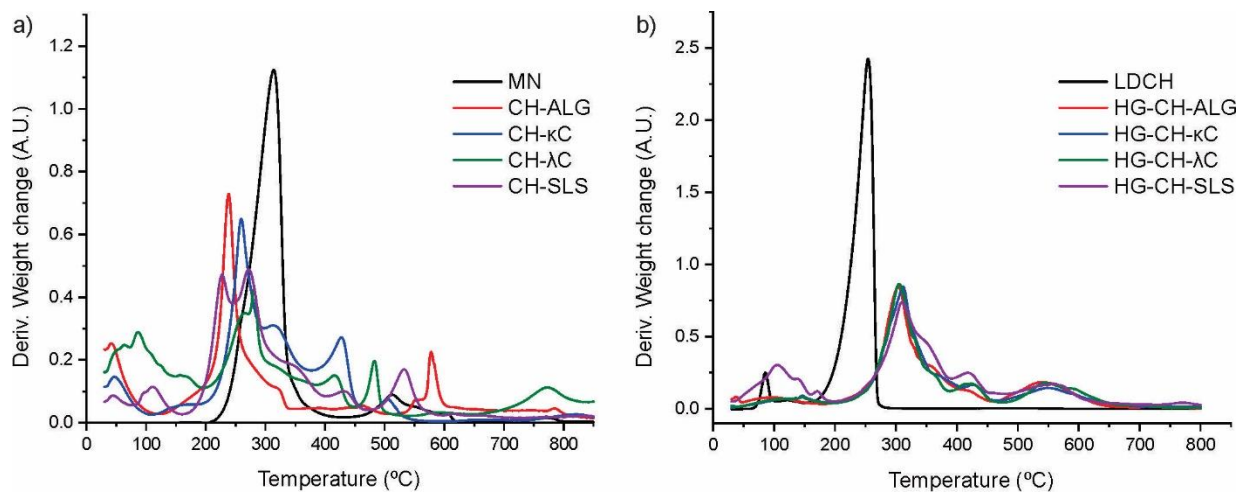 a)
Deriv. Weight change (A.U.)
1.2
1.0
0.8
0.6
0.4
0.2
0.0
MN
CH-ALG
CH-κC
CH-λC
CH-SLS
0 100 200 300 400 500 600 700 800
Temperature (ºC)
b)
Deriv. Weight change (A.U.)
2.5
2.0
1.5
1.0
0.5
0.0
LDCH
HG-CH-ALG
HG-CH-κC
HG-CH-λC
HG-CH-SLS
0 100 200 300 400 500 600 700 800
Temperature (ºC)